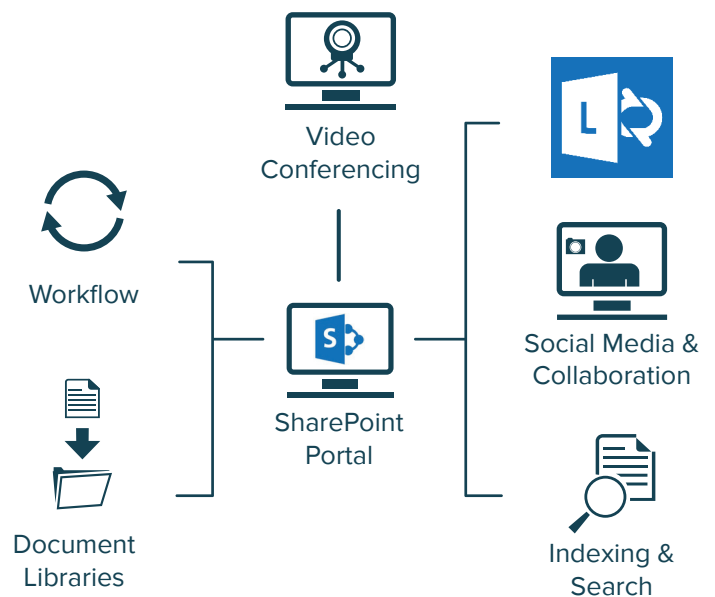 Video
Conferencing
L
Workflow
S
Social Media &
Collaboration
SharePoint
Portal
Document
Libraries
Indexing &
Search